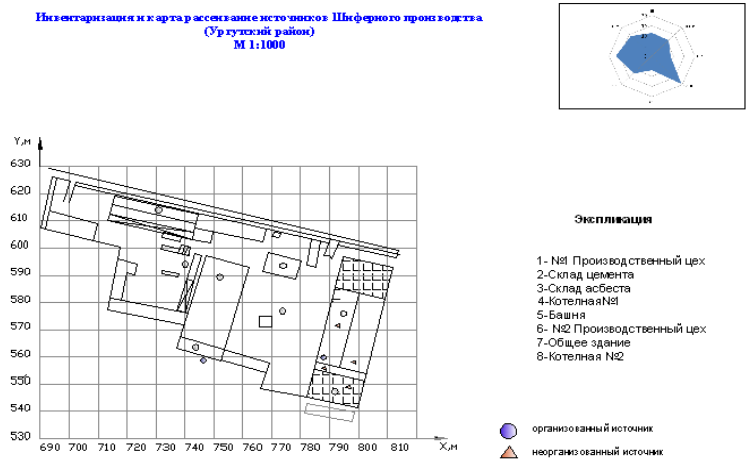 Инвентаризация и карта рассеивание источников Шиферного производства
(Ургутский район)
М 1:1000
Y,м
630
620
610
600
590
580
570
560
550
540
530
690 700 710 720 730 740 750 760 770 780 790 800 810 X,м
Экспликация
1- №1 Производственный цех
2-Склад цемента
3-Склад асбеста
4-Котельная№1
5-Башня
6- №2 Производственный цех
7-Общее здание
8-Котельная №2
организованный источник
неорганизованный источник